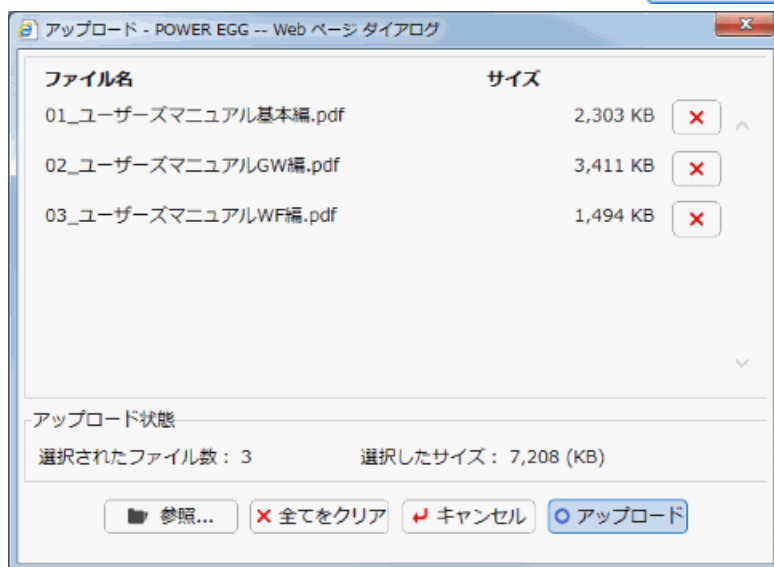 アップロード - POWER EGG -- Web ページ ダイアログ
ファイル名 サイズ
01_ユーザーズマニュアル基本編.pdf 2,303 KB
02_ユーザーズマニュアルGW編.pdf 3,411 KB
03_ユーザーズマニュアルWF編.pdf 1,494 KB
アップロード状態
選択されたファイル数： 3 選択したサイズ： 7,208 (KB)
参照... 全てをクリア キャンセル アップロード